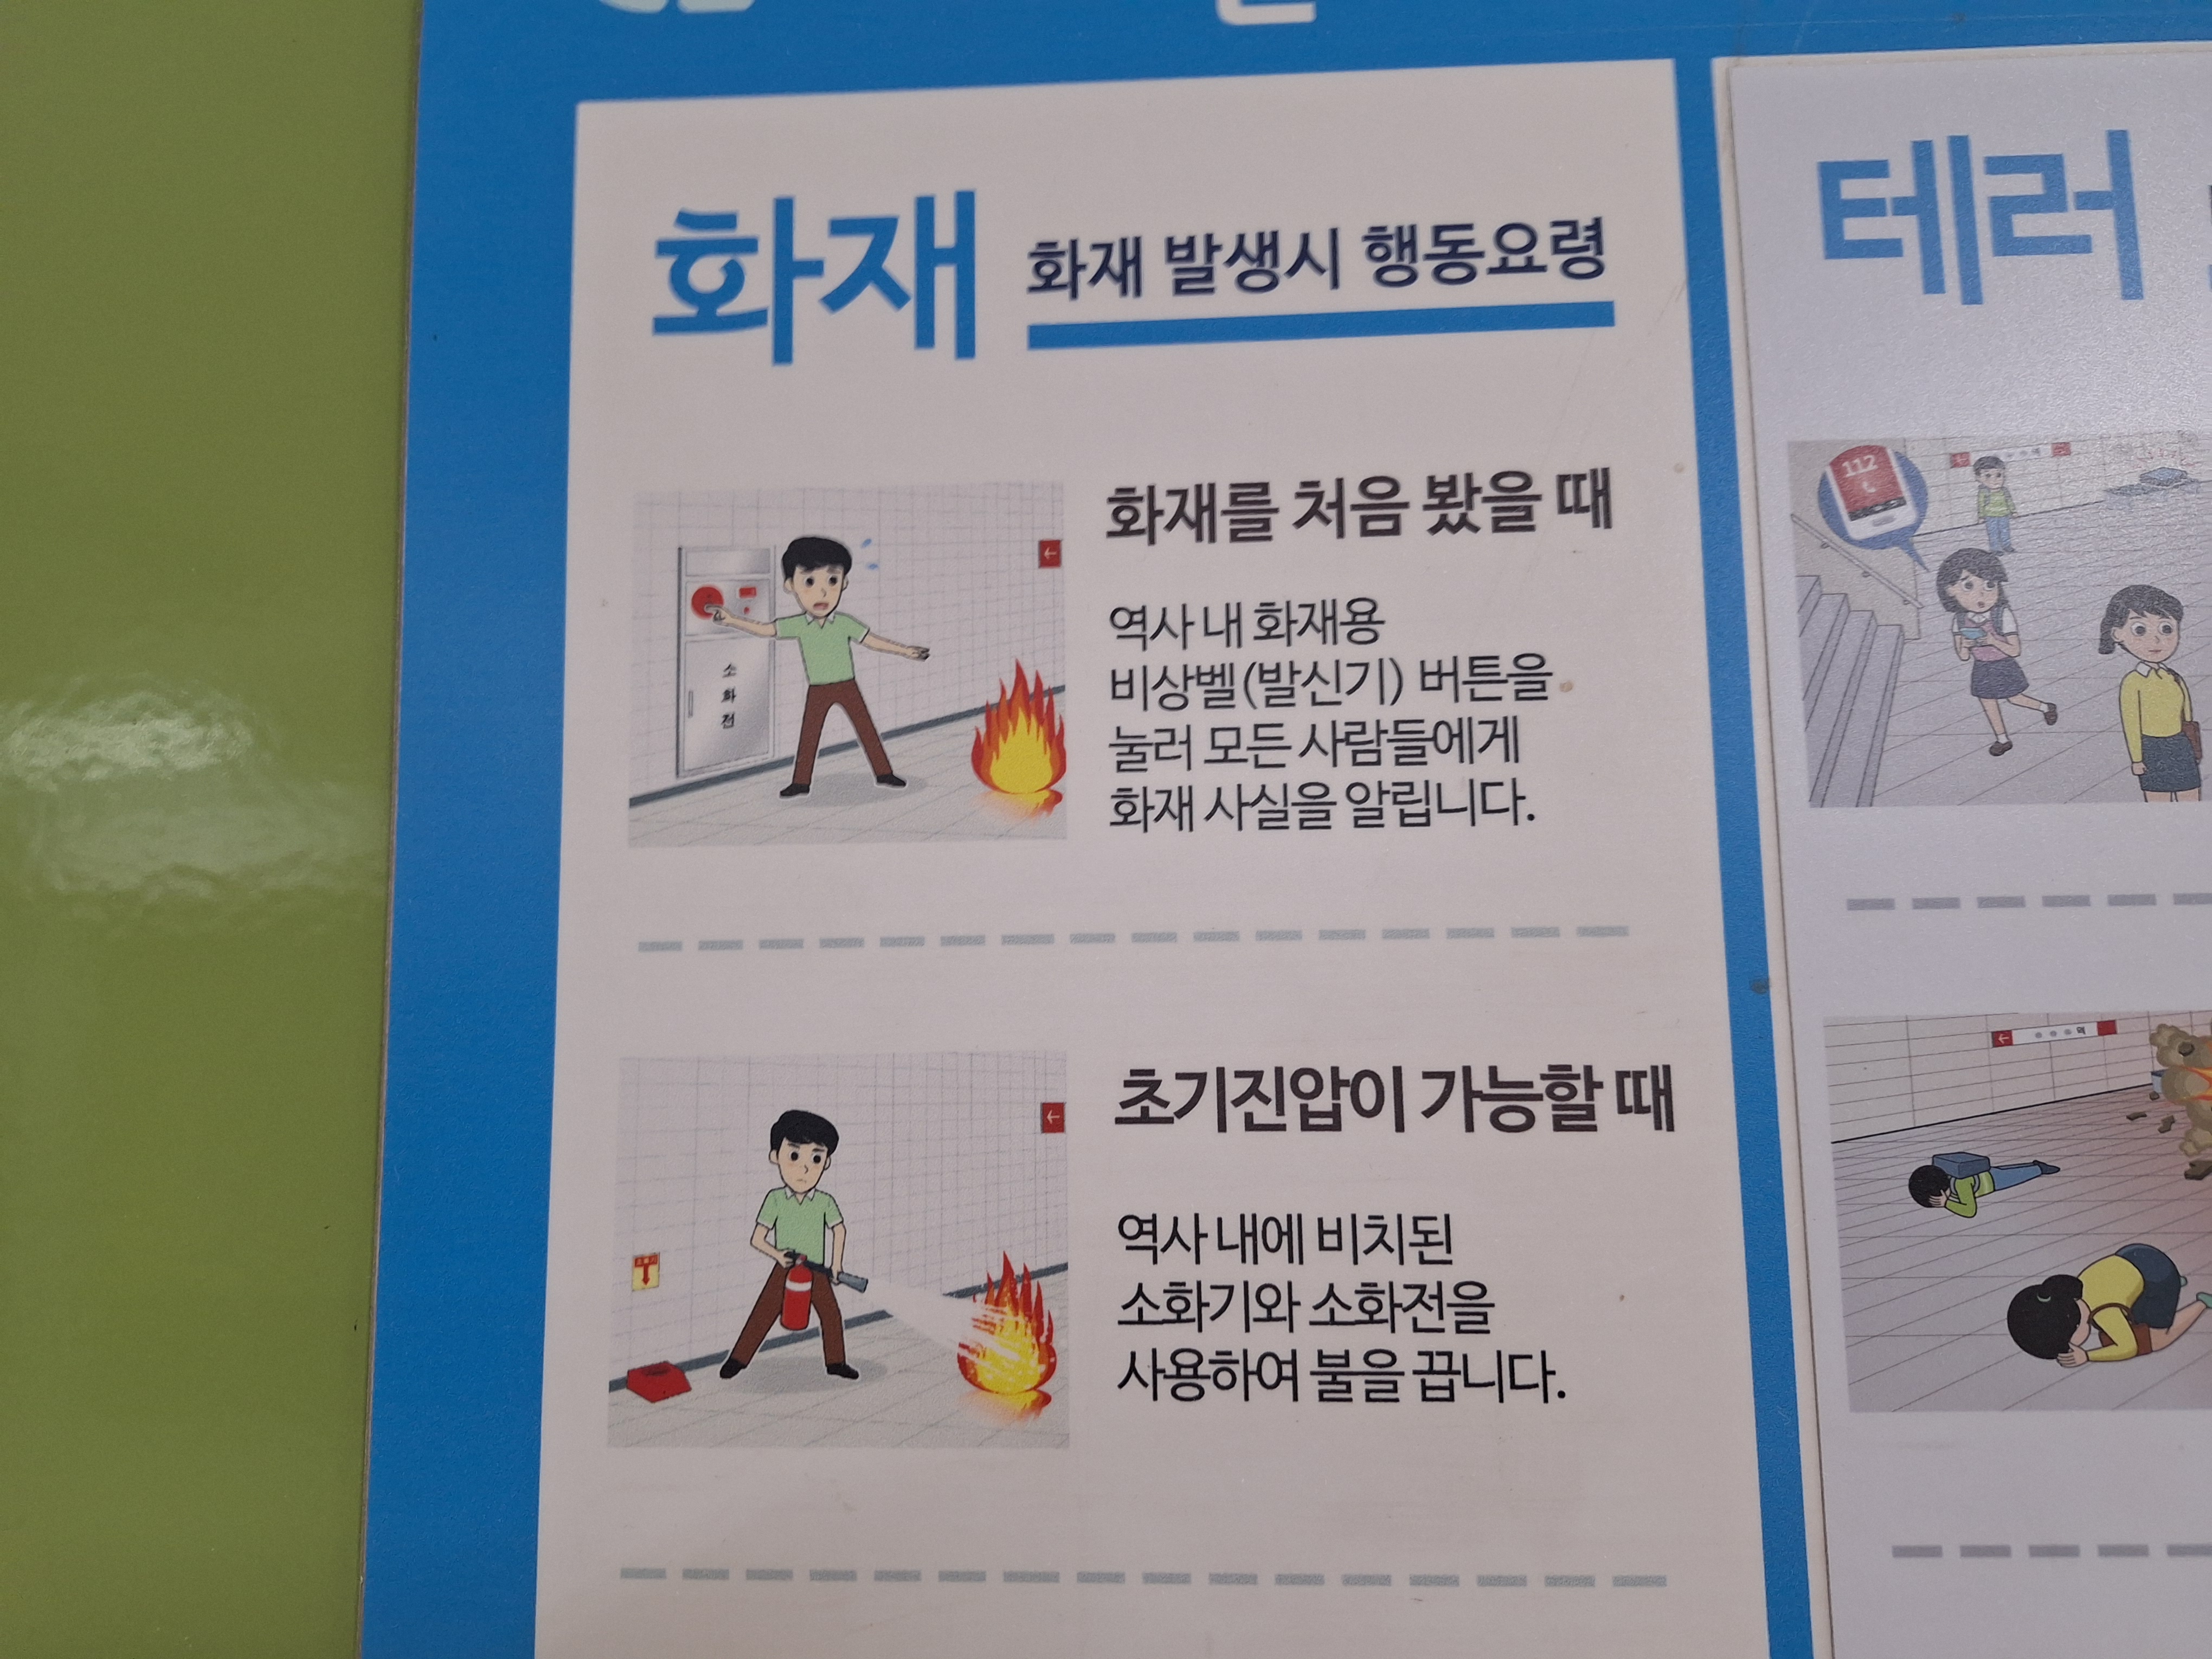 화재 화재 발생시 행동요령
화재를 처음 봤을 때
역사 내 화재용
비상벨(발신기) 버튼을
눌러 모든 사람들에게
화재 사실을 알립니다.
소
화
전
초기진압이 가능할 때
역사 내에 비치된
소화기와 소화전을
사용하여 불을 끕니다.
테러
112